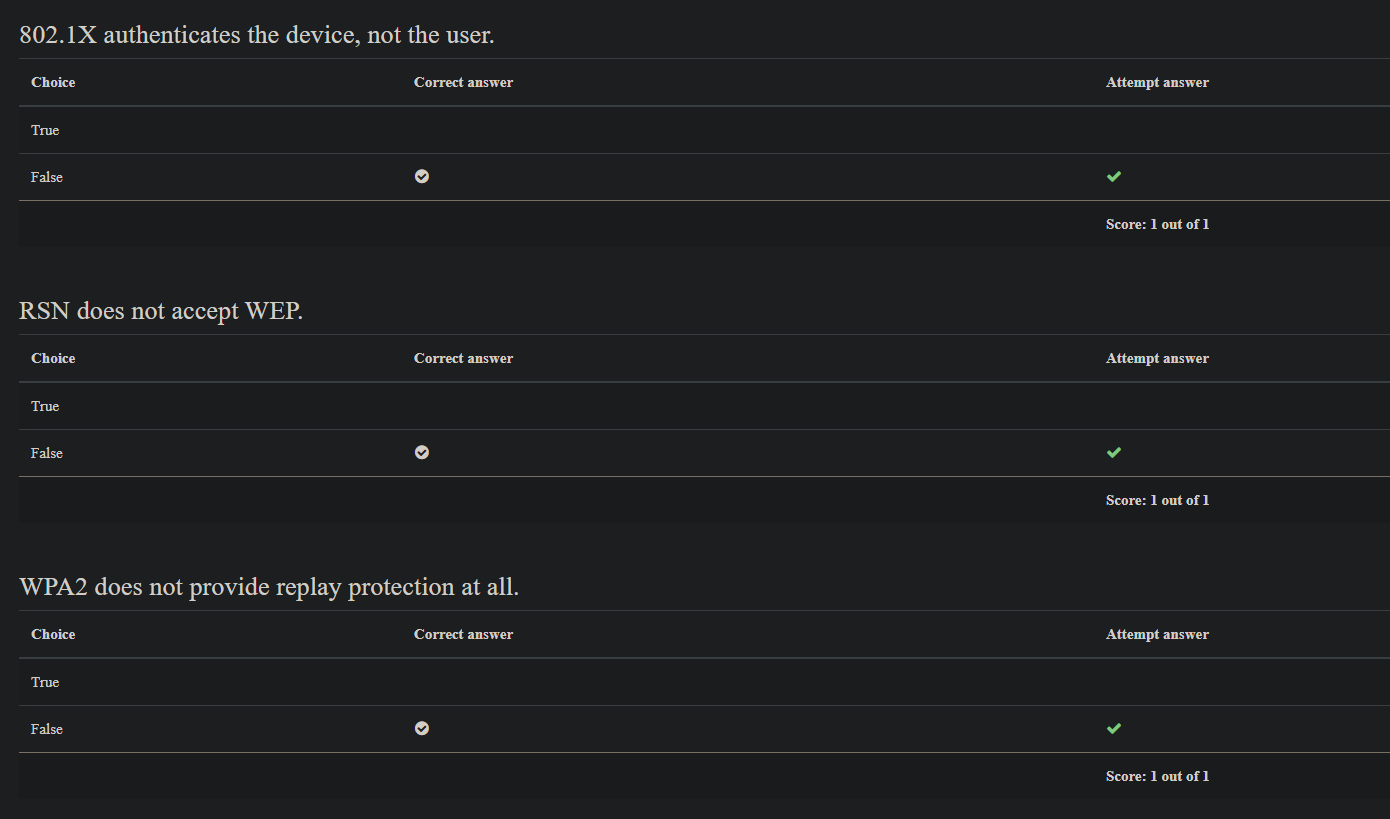 802.1X authenticates the device, not the user.
Choice Correct answer Attempt answer
True
False
Score: 1 out of 1
RSN does not accept WEP.
Choice Correct answer Attempt answer
True
False
Score: 1 out of 1
WPA2 does not provide replay protection at all.
Choice Correct answer Attempt answer
True
False
Score: 1 out of 1